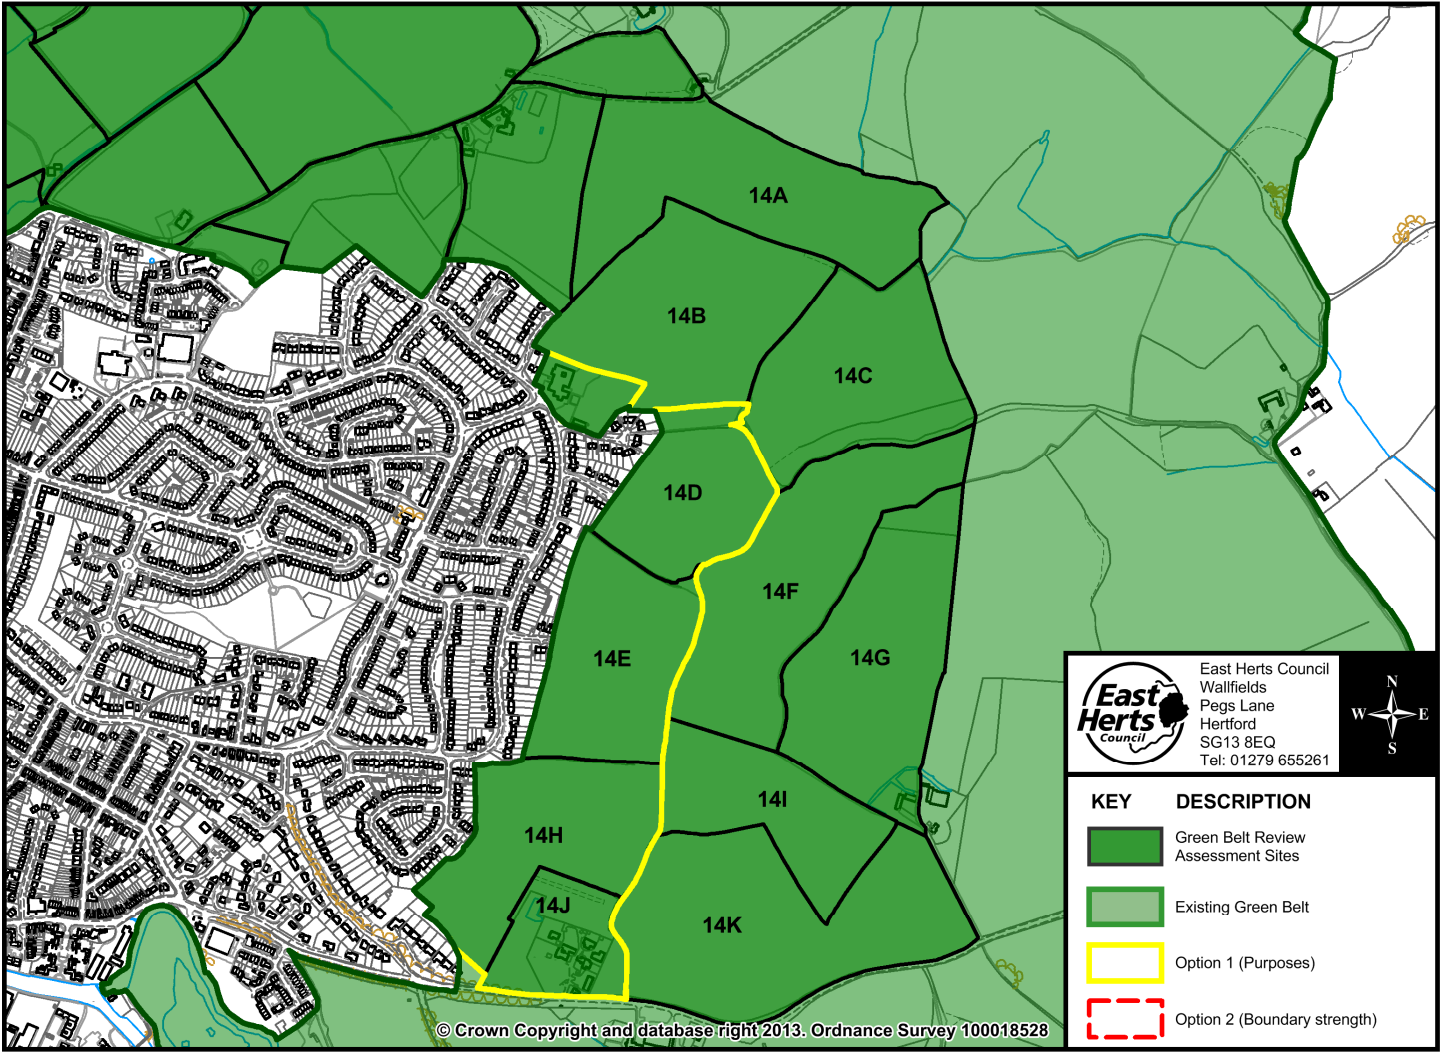 14A
14B
14C
14D
14E
14F
14G
14H
14I
14J
14K
East
Herts
Council
East Herts Council
Wallfields
Pegs Lane
Hertford
SG13 8EQ
Tel: 01279 655261
N
W E
S
KEY DESCRIPTION
Green Belt Review
Assessment Sites
Existing Green Belt
Option 1 (Purposes)
Option 2 (Boundary strength)
© Crown Copyright and database right 2013. Ordnance Survey 100018528